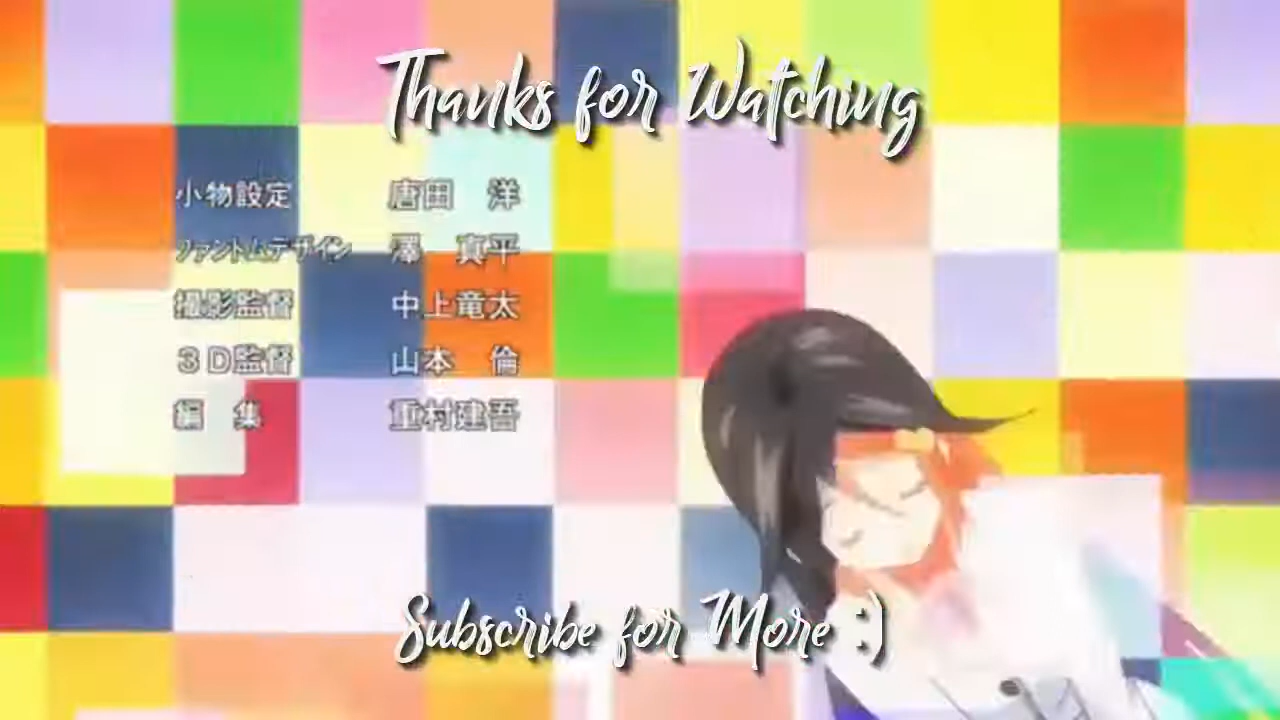 Thanks for Watching
小物設定 唐田 洋
ファントムデザイン 澤 真平
撮影監督 中上竜太
3D監督 山本 倫
編 集 重村建吾
Subscribe for More :)